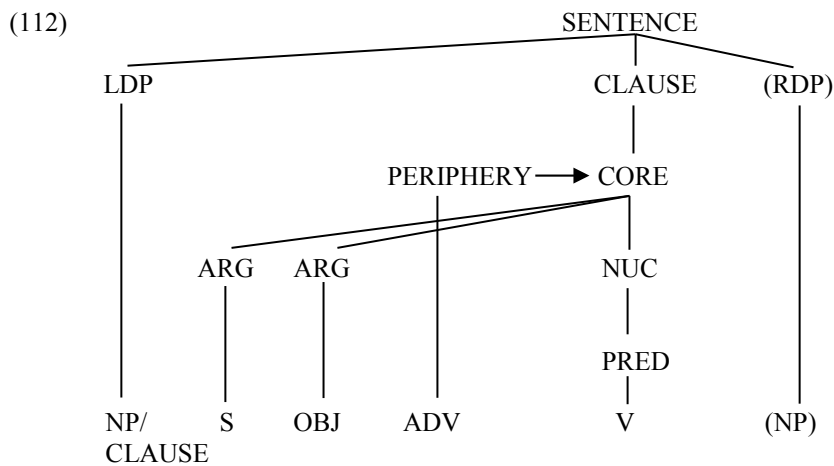 (112) SENTENCE
LDP CLAUSE (RDP)
PERIPHERY CORE
ARG ARG NUC
PRED
NP/ S OBJ ADV V (NP)
CLAUSE